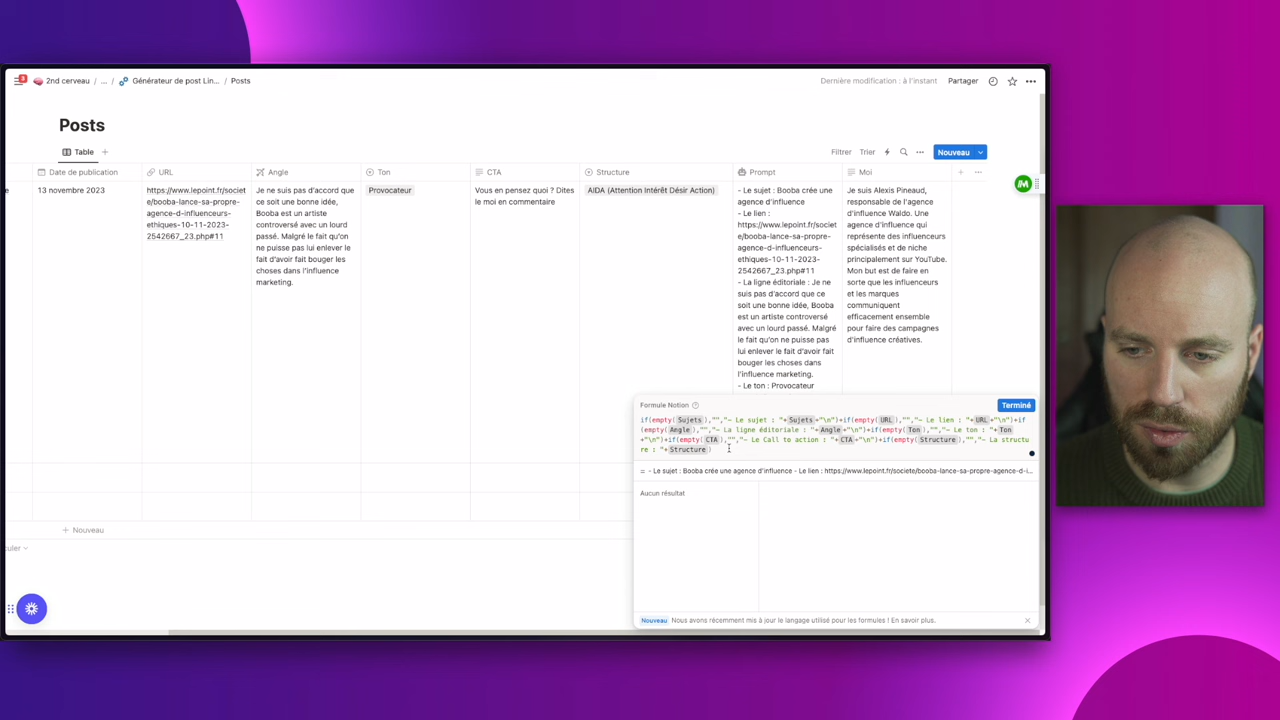 3
2nd cerveau / ... / Générateur de post Lin... / Posts
Dernière modification : à l'instant
Partager
Posts
Table +
Filtrer
Trier
Nouveau
Date de publication
URL
Angle
Ton
CTA
Structure
Prompt
Moi
13 novembre 2023
https://www.lepoint.fr/societ
e/booba-lance-sa-propre-
agence-d-influenceurs-
ethiques-10-11-2023-
2542667_23.php#11
Je ne suis pas d'accord que
ce soit une bonne idée,
Booba est un artiste
controversé avec un lourd
passé. Malgré le fait qu'on ne
puisse pas lui enlever le fait
d'avoir fait bouger les
choses dans l'influence
marketing.
Provocateur
Vous en pensez quoi ? Dites
le moi en commentaire
AIDA (Attention Intérêt Désir Action)
- Le sujet : Booba crée une
agence d'influence
- Le lien :
https://www.lepoint.fr/societ
e/booba-lance-sa-propre-
agence-d-influenceurs-
ethiques-10-11-2023-
2542667_23.php#11
- La ligne éditoriale : Je ne
suis pas d'accord que ce
soit une bonne idée, Booba
est un artiste controversé
avec un lourd passé. Malgré
le fait qu'on ne puisse pas
lui enlever le fait d'avoir fait
bouger les choses dans
l'influence marketing.
- Le ton : Provocateur
Je suis Alexis Pineaud,
responsable de l'agence
d'influence Waldo. Une
agence d'influence qui
représente des influenceurs
spécialisés et de niche
principalement sur YouTube.
Mon but est de faire en
sorte que les influenceurs
et les marques
communiquent
efficacement ensemble
pour faire des campagnes
d'influence créatives.
Formule Notion
Terminé
if(empty(Sujets),"","- Le sujet : "+Sujets+"\n")+if(empty(URL),"","- Le lien : "+URL+"\n")+if
(empty(Angle),"","- La ligne éditoriale : "+Angle+"\n")+if(empty(Ton),"","- Le ton : "+Ton
+"\n")+if(empty(CTA),"","- Le Call to action : "+CTA+"\n")+if(empty(Structure),"","- La structu
re : "+Structure)
= - Le sujet : Booba crée une agence d'influence - Le lien : https://www.lepoint.fr/societe/booba-lance-sa-propre-agence-d-i...
Aucun résultat
+ Nouveau
culer
Nouveau Nous avons récemment mis à jour le langage utilisé pour les formules ! En savoir plus.